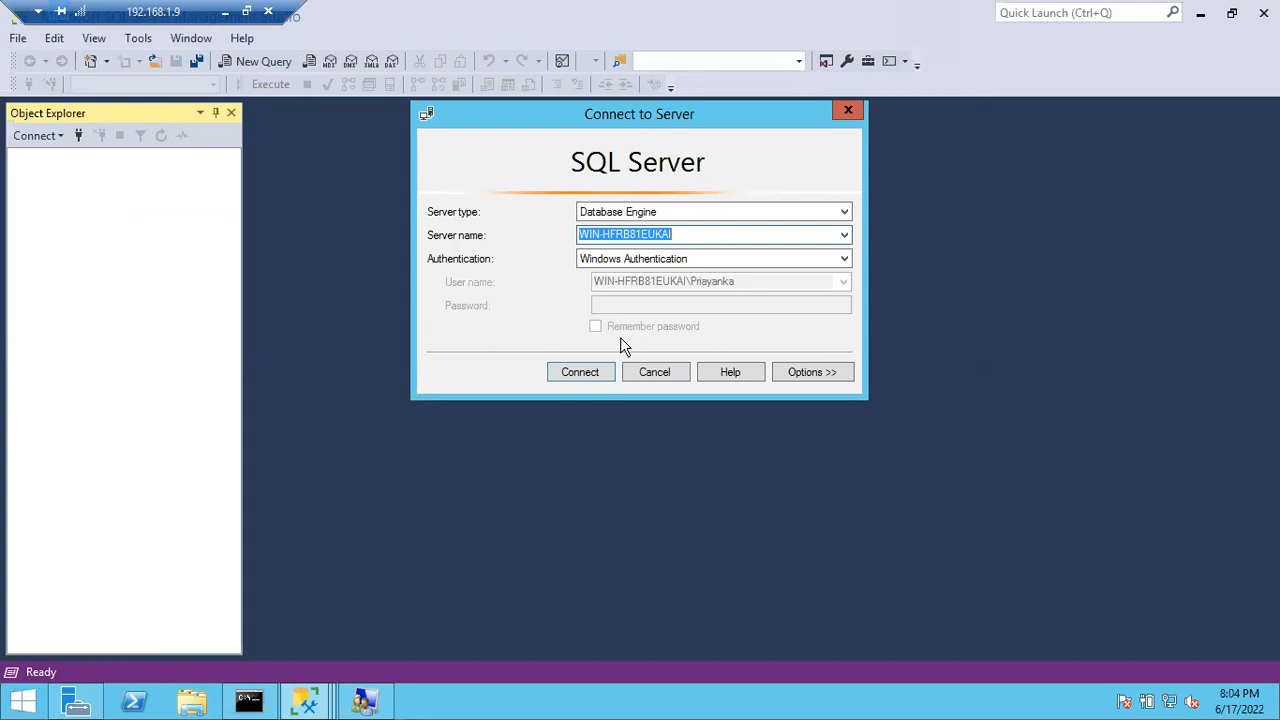 192.168.1.9
Quick Launch (Ctrl+Q)
File Edit View Tools Window Help
New Query
Execute
Object Explorer
Connect
Connect to Server
SQL Server
Server type: Database Engine
Server name: WIN-HFRB81EUKAI
Authentication: Windows Authentication
User name: WIN-HFRB81EUKAI\Priayanka
Password:
Remember password
Connect Cancel Help Options >>
Ready
8:04 PM
6/17/2022